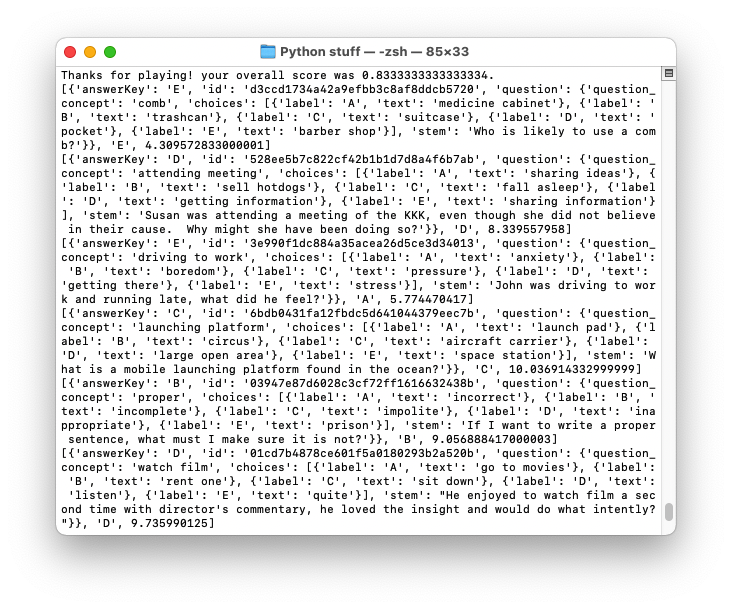 Python stuff — -zsh — 85×33
Thanks for playing! your overall score was 0.8333333333333334.
[{'answerKey': 'E', 'id': 'd3ccd1734a42a9efbb3c8af8ddcb5720', 'question': {'question_
concept': 'comb', 'choices': [{'label': 'A', 'text': 'medicine cabinet'}, {'label': '
B', 'text': 'trashcan'}, {'label': 'C', 'text': 'suitcase'}, {'label': 'D', 'text': '
pocket'}, {'label': 'E', 'text': 'barber shop'}], 'stem': 'Who is likely to use a com
b?'}}, 'E', 4.309572833000001]
[{'answerKey': 'D', 'id': '528ee5b7c822cf42b1b1d7d8a4f6b7ab', 'question': {'question_
concept': 'attending meeting', 'choices': [{'label': 'A', 'text': 'sharing ideas'}, {
'label': 'B', 'text': 'sell hotdogs'}, {'label': 'C', 'text': 'fall asleep'}, {'label
': 'D', 'text': 'getting information'}, {'label': 'E', 'text': 'sharing information'}
], 'stem': 'Susan was attending a meeting of the KKK, even though she did not believe
 in their cause.  Why might she have been doing so?'}}, 'D', 8.339557958]
[{'answerKey': 'E', 'id': '3e990f1dc884a35acea26d5ce3d34013', 'question': {'question_
concept': 'driving to work', 'choices': [{'label': 'A', 'text': 'anxiety'}, {'label':
 'B', 'text': 'boredom'}, {'label': 'C', 'text': 'pressure'}, {'label': 'D', 'text': 
'getting there'}, {'label': 'E', 'text': 'stress'}], 'stem': 'John was driving to wor
k and running late, what did he feel?'}}, 'A', 5.774470417]
[{'answerKey': 'C', 'id': '6bdb0431fa12fbdc5d641044379eec7b', 'question': {'question_
concept': 'launching platform', 'choices': [{'label': 'A', 'text': 'launch pad'}, {'l
abel': 'B', 'text': 'circus'}, {'label': 'C', 'text': 'aircraft carrier'}, {'label': 
'D', 'text': 'large open area'}, {'label': 'E', 'text': 'space station'}], 'stem': 'W
hat is a mobile launching platform found in the ocean?'}}, 'C', 10.036914332999999]
[{'answerKey': 'B', 'id': '03947e87d6028c3cf72ff1616632438b', 'question': {'question_
concept': 'proper', 'choices': [{'label': 'A', 'text': 'incorrect'}, {'label': 'B', '
text': 'incomplete'}, {'label': 'C', 'text': 'impolite'}, {'label': 'D', 'text': 'ina
ppropriate'}, {'label': 'E', 'text': 'prison'}], 'stem': 'If I want to write a proper
 sentence, what must I make sure it is not?'}}, 'B', 9.056888417000003]
[{'answerKey': 'D', 'id': '01cd7b4878ce601f5a0180293b2a520b', 'question': {'question_
concept': 'watch film', 'choices': [{'label': 'A', 'text': 'go to movies'}, {'label':
 'B', 'text': 'rent one'}, {'label': 'C', 'text': 'sit down'}, {'label': 'D', 'text':
 'listen'}, {'label': 'E', 'text': 'quite'}], 'stem': "He enjoyed to watch film a sec
ond time with director's commentary, he loved the insight and would do what intently?
"}}, 'D', 9.735990125]